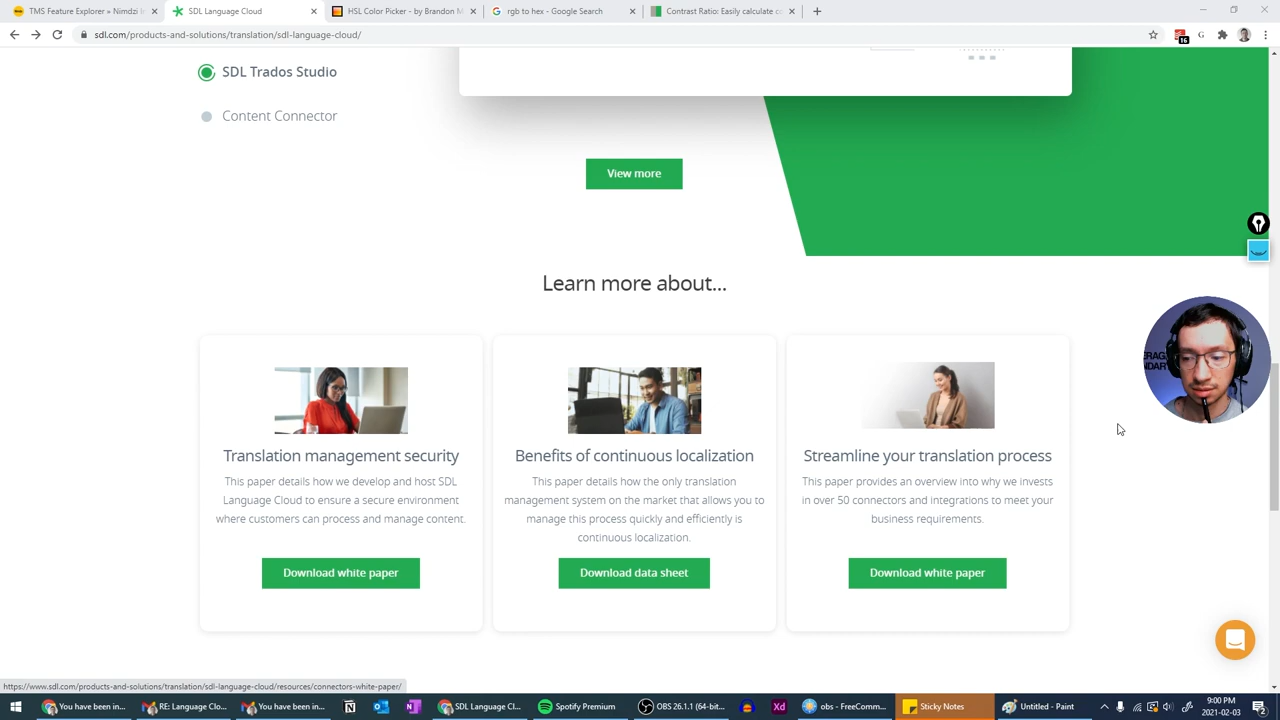 TMS Feature Explorer » Nimdzi In
SDL Language Cloud
HSL Color Picker - by Brandon M
rgb to hex - Google Search
Contrast Ratio: Easily calculate co
sdl.com/products-and-solutions/translation/sdl-language-cloud/
16
SDL Trados Studio
Content Connector
View more
Learn more about...
Translation management security
This paper details how we develop and host SDL
Language Cloud to ensure a secure environment
where customers can process and manage content.
Download white paper
Benefits of continuous localization
This paper details how the only translation
management system on the market that allows you to
manage this process quickly and efficiently is
continuous localization.
Download data sheet
Streamline your translation process
This paper provides an overview into why we invests
in over 50 connectors and integrations to meet your
business requirements.
Download white paper
https://www.sdl.com/products-and-solutions/translation/sdl-language-cloud/resources/connectors-white-paper/
You have been in...
RE: Language Clo...
You have been in...
SDL Language Cl...
Spotify Premium
OBS 26.1.1 (64-bit...
obs - FreeComm...
Sticky Notes
Untitled - Paint
9:00 PM
2021-02-03
2